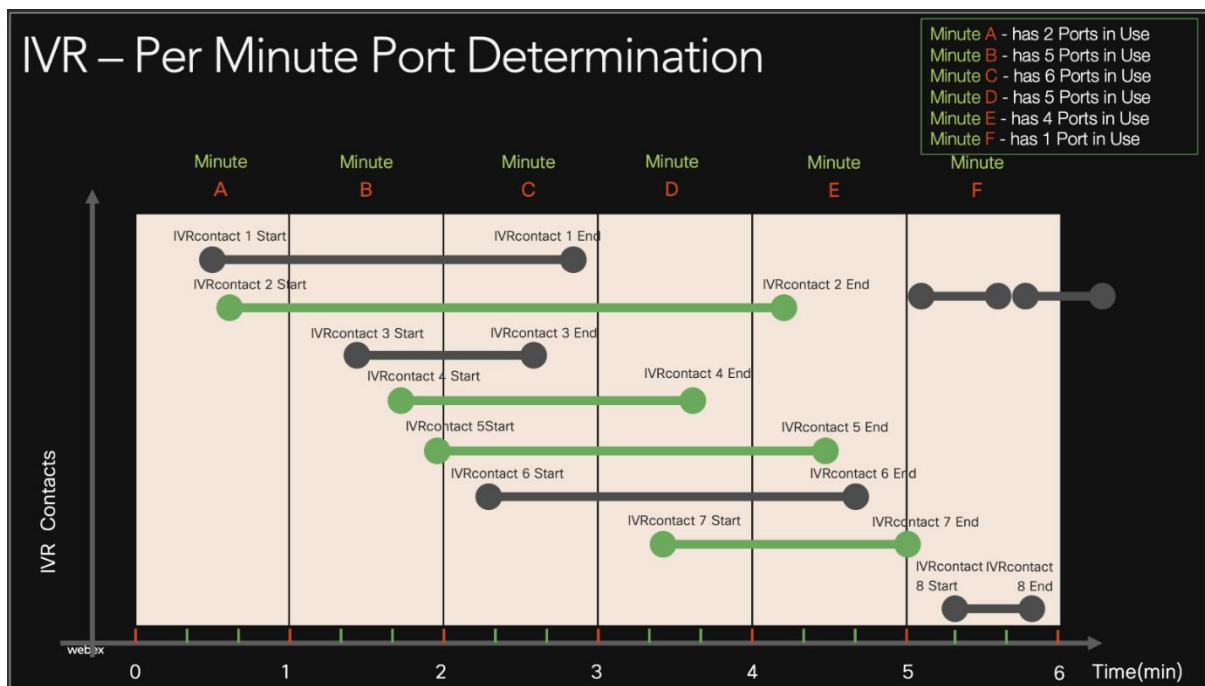 IVR – Per Minute Port Determination
Minute A - has 2 Ports in Use
Minute B - has 5 Ports in Use
Minute C - has 6 Ports in Use
Minute D - has 5 Ports in Use
Minute E - has 4 Ports in Use
Minute F - has 1 Port in Use
Minute Minute Minute Minute Minute Minute
A B C D E F
IVRcontact 1 Start IVRcontact 1 End
IVRcontact 2 Start IVRcontact 2 End
IVRcontact 3 Start IVRcontact 3 End
IVRcontact 4 Start IVRcontact 4 End
IVRcontact 5Start IVRcontact 5 End
IVRcontact 6 Start IVRcontact 6 End
IVRcontact 7 Start IVRcontact 7 End
IVRcontact IVRcontact
8 Start 8 End
IVR Contacts
webex
0 1 2 3 4 5 6 Time(min)